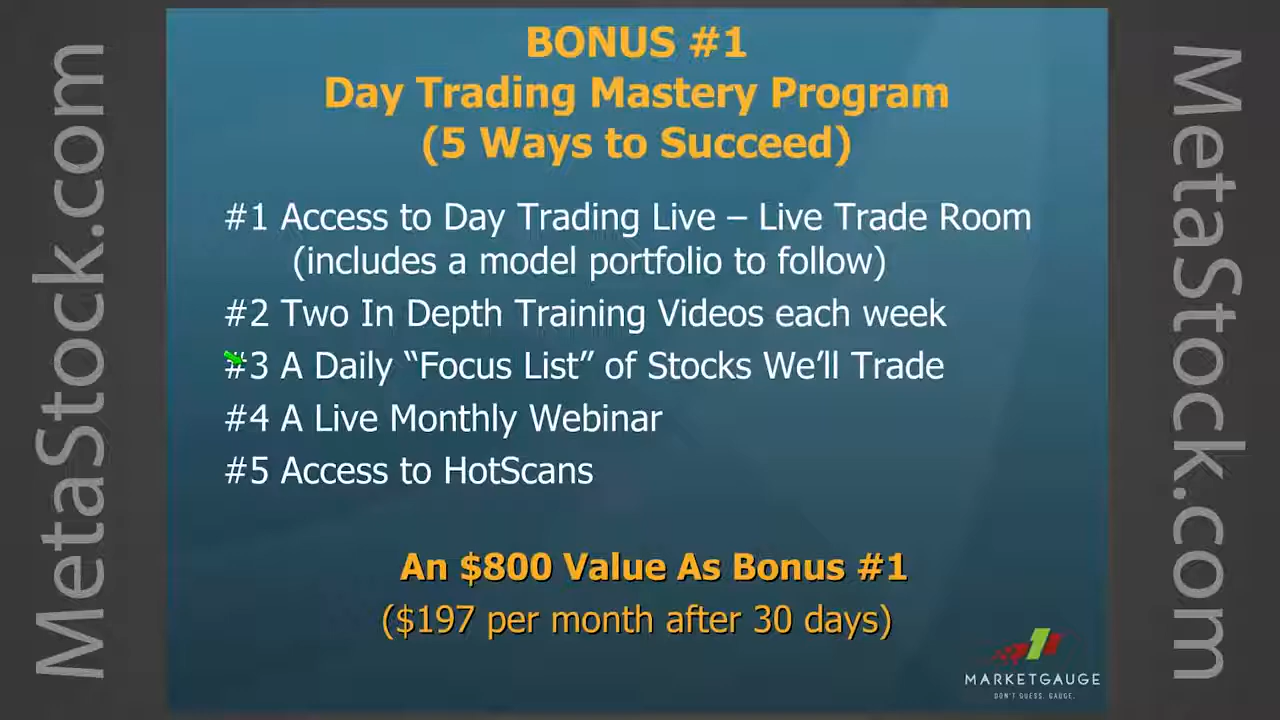 MetaStock.com
BONUS #1
Day Trading Mastery Program
(5 Ways to Succeed)
#1 Access to Day Trading Live – Live Trade Room
(includes a model portfolio to follow)
#2 Two In Depth Training Videos each week
#3 A Daily “Focus List” of Stocks We’ll Trade
#4 A Live Monthly Webinar
#5 Access to HotScans
An $800 Value As Bonus #1
($197 per month after 30 days)
MARKETGAUGE
DON'T GUESS. GAUGE.
MetaStock.com